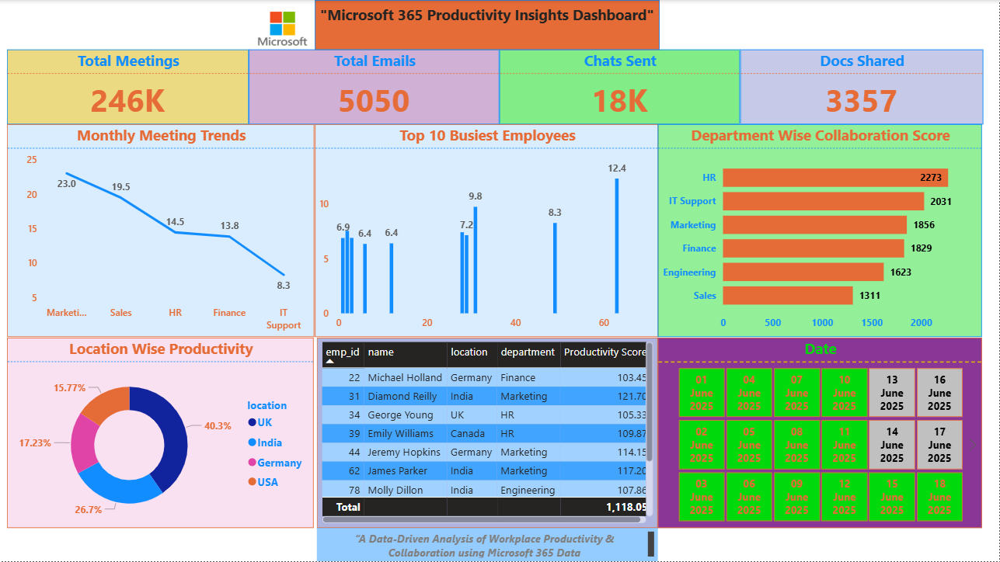 "Microsoft 365 Productivity Insights Dashboard"
Microsoft
Total Meetings
246K
Total Emails
5050
Chats Sent
18K
Docs Shared
3357
Monthly Meeting Trends
25
20
15
10
5
23.0
19.5
14.5
13.8
8.3
Marketi...
Sales
HR
Finance
IT
Support
Top 10 Busiest Employees
10
5
0
6.9
6.4
6.4
7.2
9.8
8.3
12.4
0
20
40
60
Department Wise Collaboration Score
HR
2273
IT Support
2031
Marketing
1856
Finance
1829
Engineering
1623
Sales
1311
0
500
1000
1500
2000
Location Wise Productivity
15.77%
17.23%
26.7%
40.3%
location
UK
India
Germany
USA
emp_id name location department Productivity Score
22 Michael Holland Germany Finance 103.45
31 Diamond Reilly India Marketing 121.70
34 George Young UK HR 105.33
39 Emily Williams Canada HR 109.87
44 Jeremy Hopkins Germany Marketing 114.15
62 James Parker India Marketing 117.20
78 Molly Dillon India Engineering 107.86
Total 1,118.05
Date
01 June 2025
04 June 2025
07 June 2025
10 June 2025
13 June 2025
16 June 2025
02 June 2025
05 June 2025
08 June 2025
11 June 2025
14 June 2025
17 June 2025
03 June 2025
06 June 2025
09 June 2025
12 June 2025
15 June 2025
18 June 2025
"A Data-Driven Analysis of Workplace Productivity &
Collaboration using Microsoft 365 Data